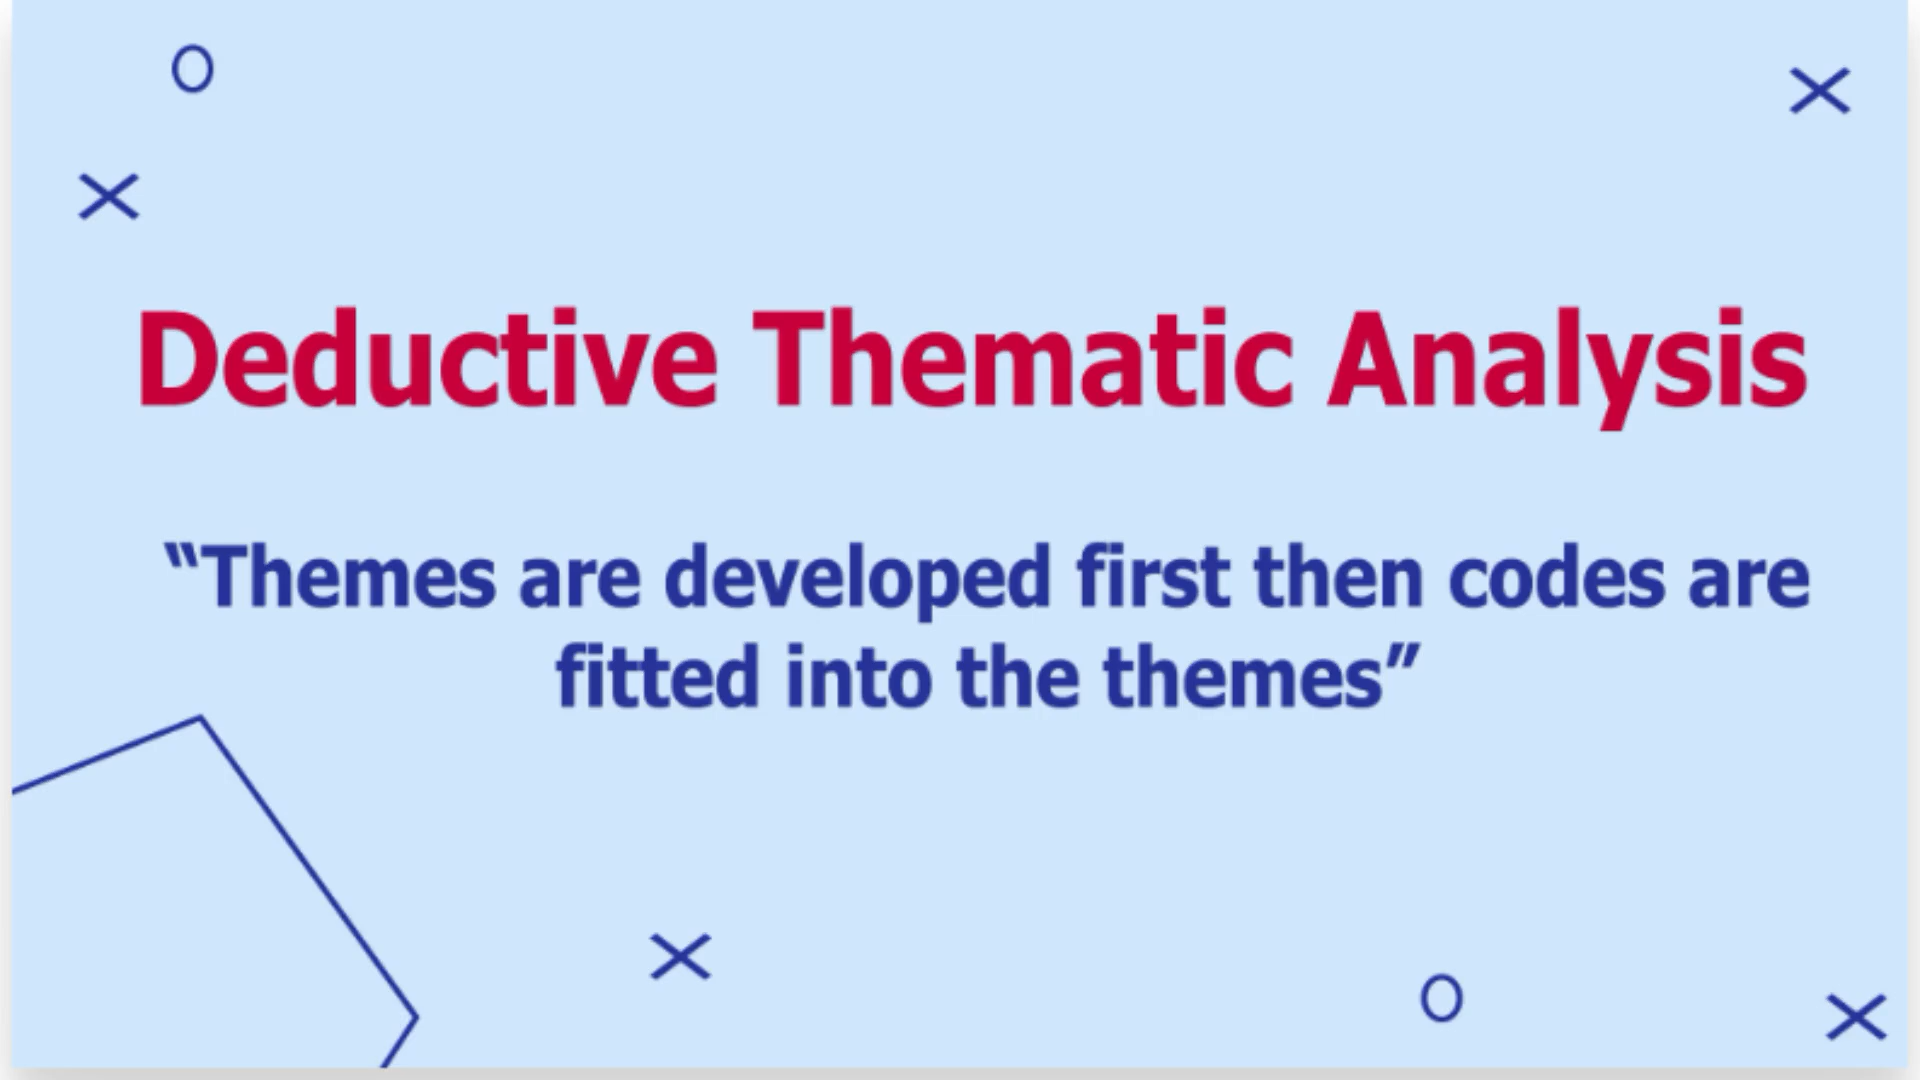 Deductive Thematic Analysis
“Themes are developed first then codes are
fitted into the themes”